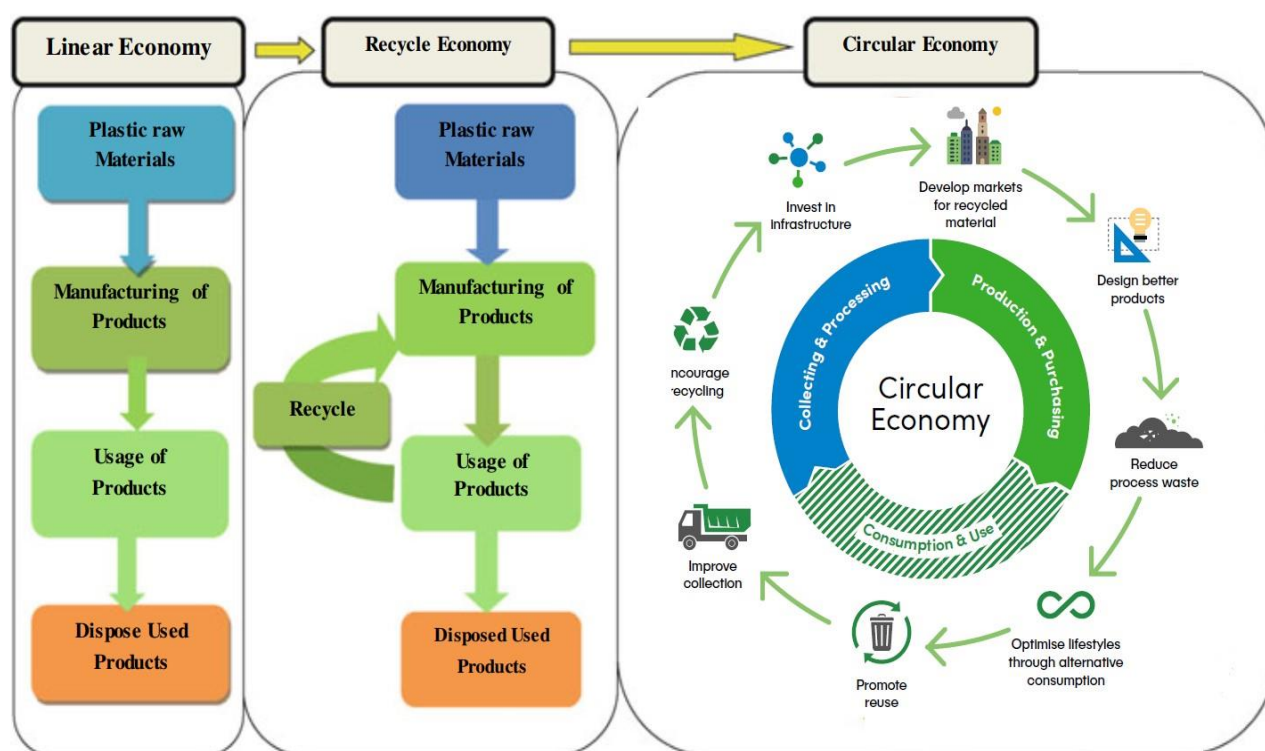 Linear Economy
Recycle Economy
Circular Economy
Plastic raw
Materials
Manufacturing of
Products
Usage of
Products
Dispose Used
Products
Plastic raw
Materials
Manufacturing of
Products
Recycle
Usage of
Products
Disposed Used
Products
Invest in
infrastructure
Develop markets
for recycled
material
Design better
products
Reduce
process waste
Optimise lifestyles
through alternative
consumption
Promote
reuse
Improve
collection
ncourage
recycling
Collecting & Processing
Production & Purchasing
Consumption & Use
Circular
Economy